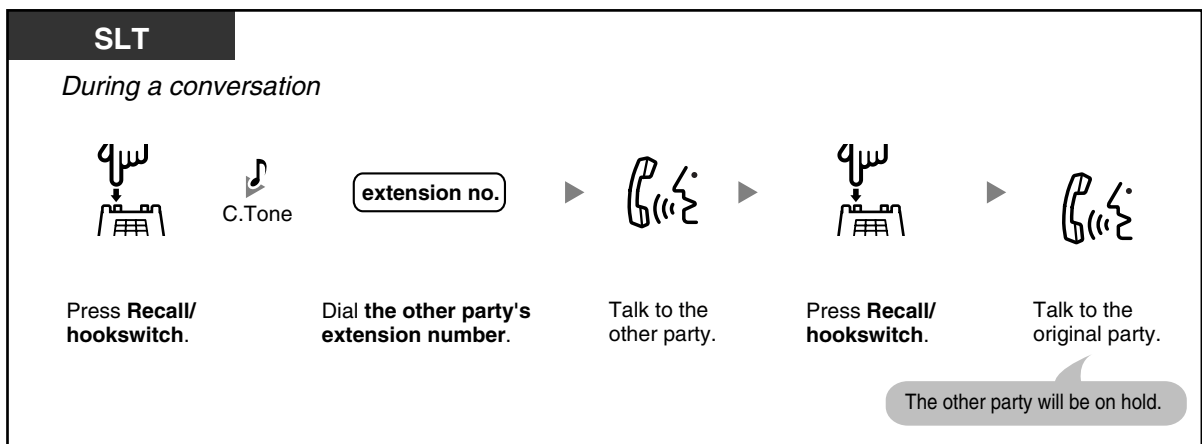 SLT
During a conversation
C.Tone
extension no.
Press Recall/
hookswitch.
Dial the other party's
extension number.
Talk to the
other party.
Press Recall/
hookswitch.
Talk to the
original party.
The other party will be on hold.